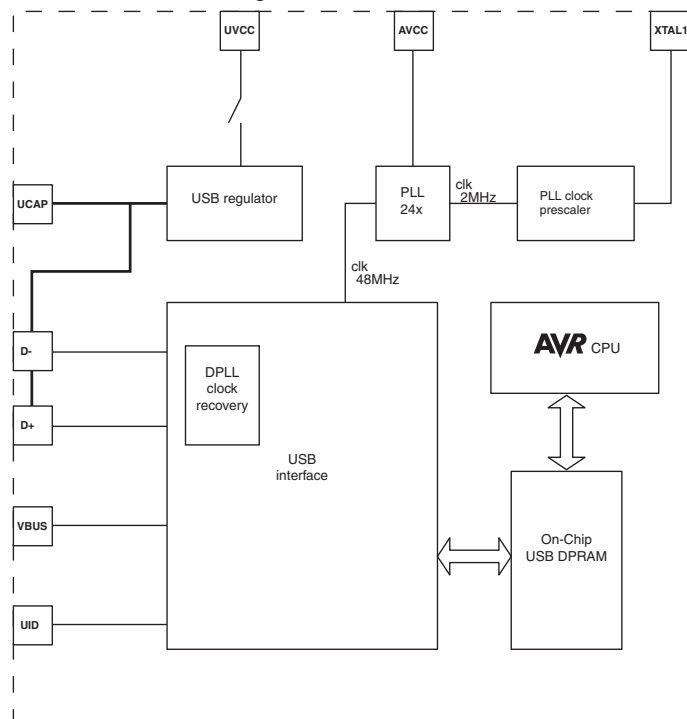 UVCC
AVCC
XTAL1
UCAP
USB regulator
PLL
24x
clk
2MHz
PLL clock
prescaler
clk
48MHz
D-
D+
DPLL
clock
recovery
USB
interface
AVR CPU
VBUS
On-Chip
USB DPRAM
UID